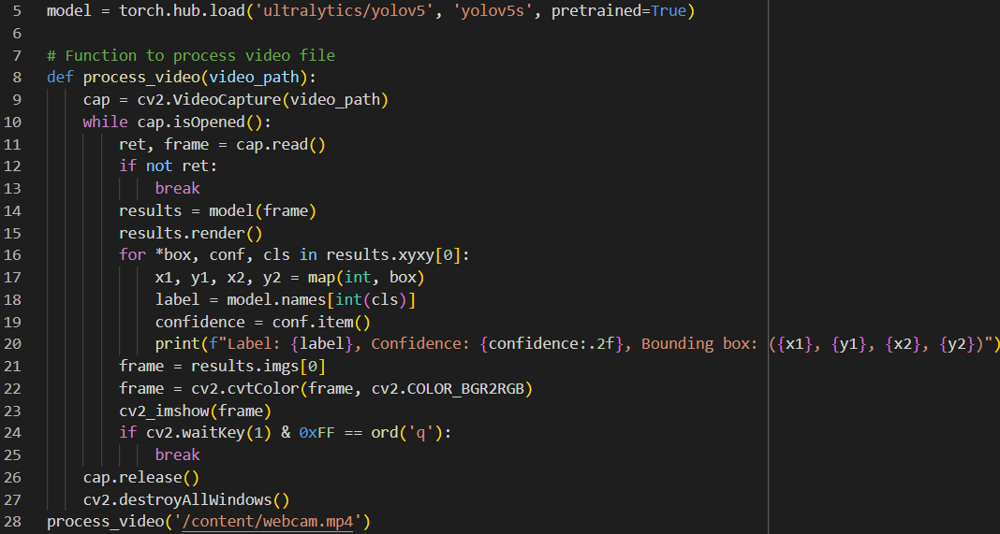 5 model = torch.hub.load('ultralytics/yolov5', 'yolov5s', pretrained=True)
6
7 # Function to process video file
8 def process_video(video_path):
9     cap = cv2.VideoCapture(video_path)
10     while cap.isOpened():
11         ret, frame = cap.read()
12         if not ret:
13             break
14         results = model(frame)
15         results.render()
16         for *box, conf, cls in results.xyxy[0]:
17             x1, y1, x2, y2 = map(int, box)
18             label = model.names[int(cls)]
19             confidence = conf.item()
20             print(f"Label: {label}, Confidence: {confidence:.2f}, Bounding box: ({x1}, {y1}, {x2}, {y2})")
21         frame = results.imgs[0]
22         frame = cv2.cvtColor(frame, cv2.COLOR_BGR2RGB)
23         cv2_imshow(frame)
24         if cv2.waitKey(1) & 0xFF == ord('q'):
25             break
26     cap.release()
27     cv2.destroyAllWindows()
28 process_video('/content/webcam.mp4')